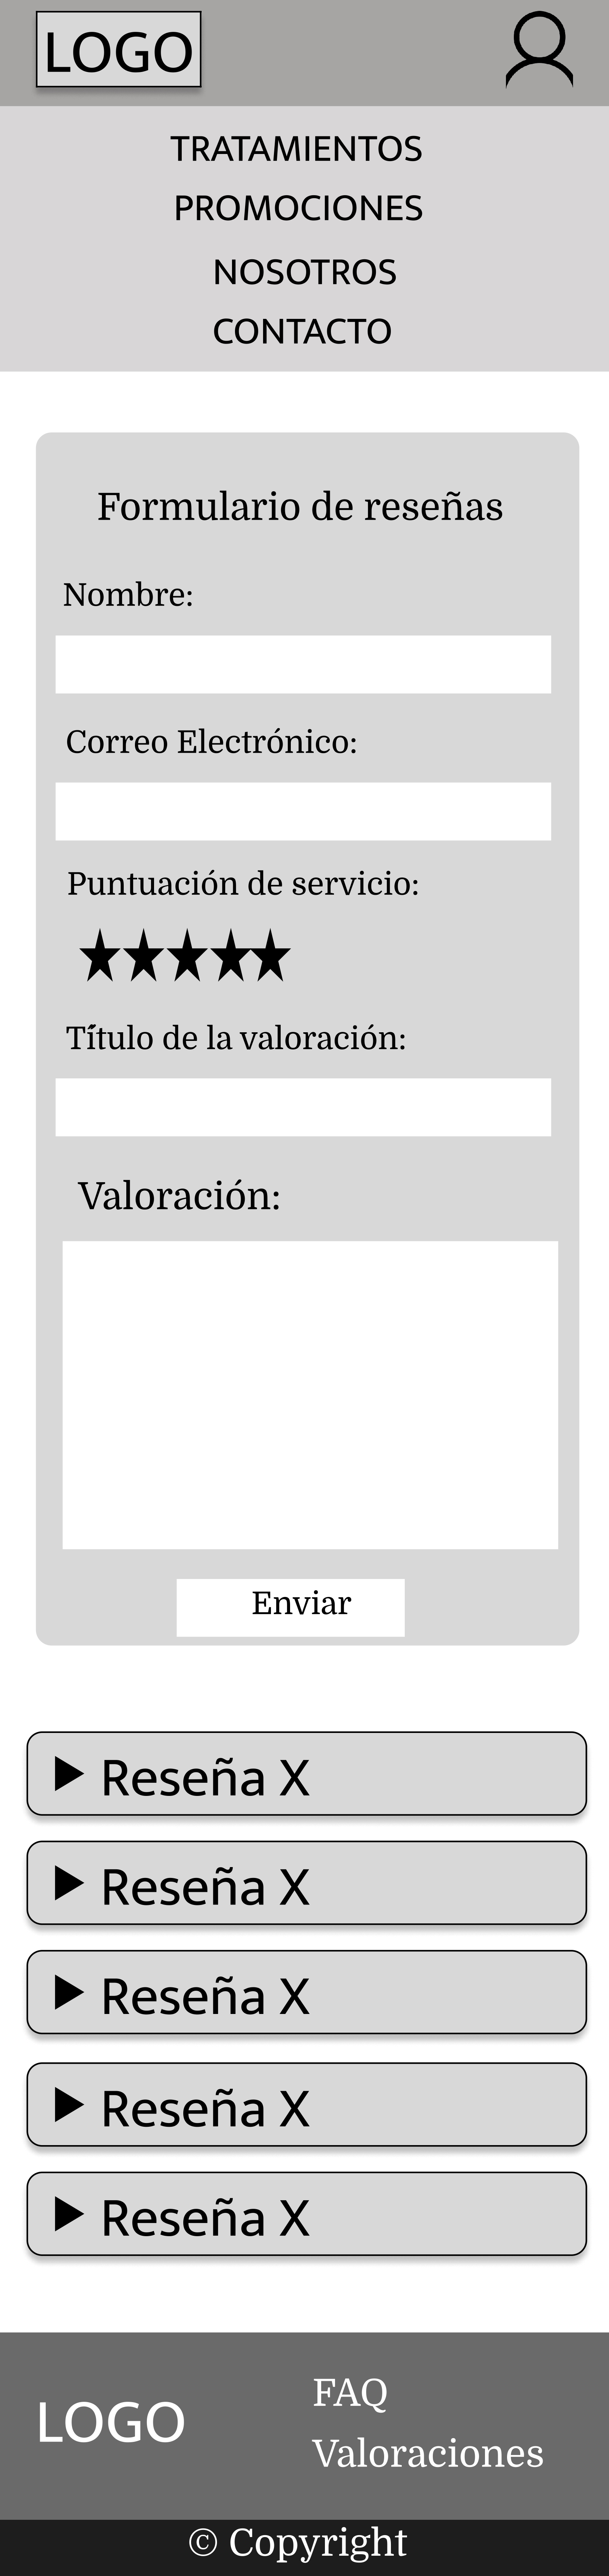 LOGO
TRATAMIENTOS
PROMOCIONES
NOSOTROS
CONTACTO
Formulario de reseñas
Nombre:
Correo Electrónico:
Puntuación de servicio:
Título de la valoración:
Valoración:
Enviar
Reseña X
Reseña X
Reseña X
Reseña X
Reseña X
LOGO
FAQ
Valoraciones
© Copyright